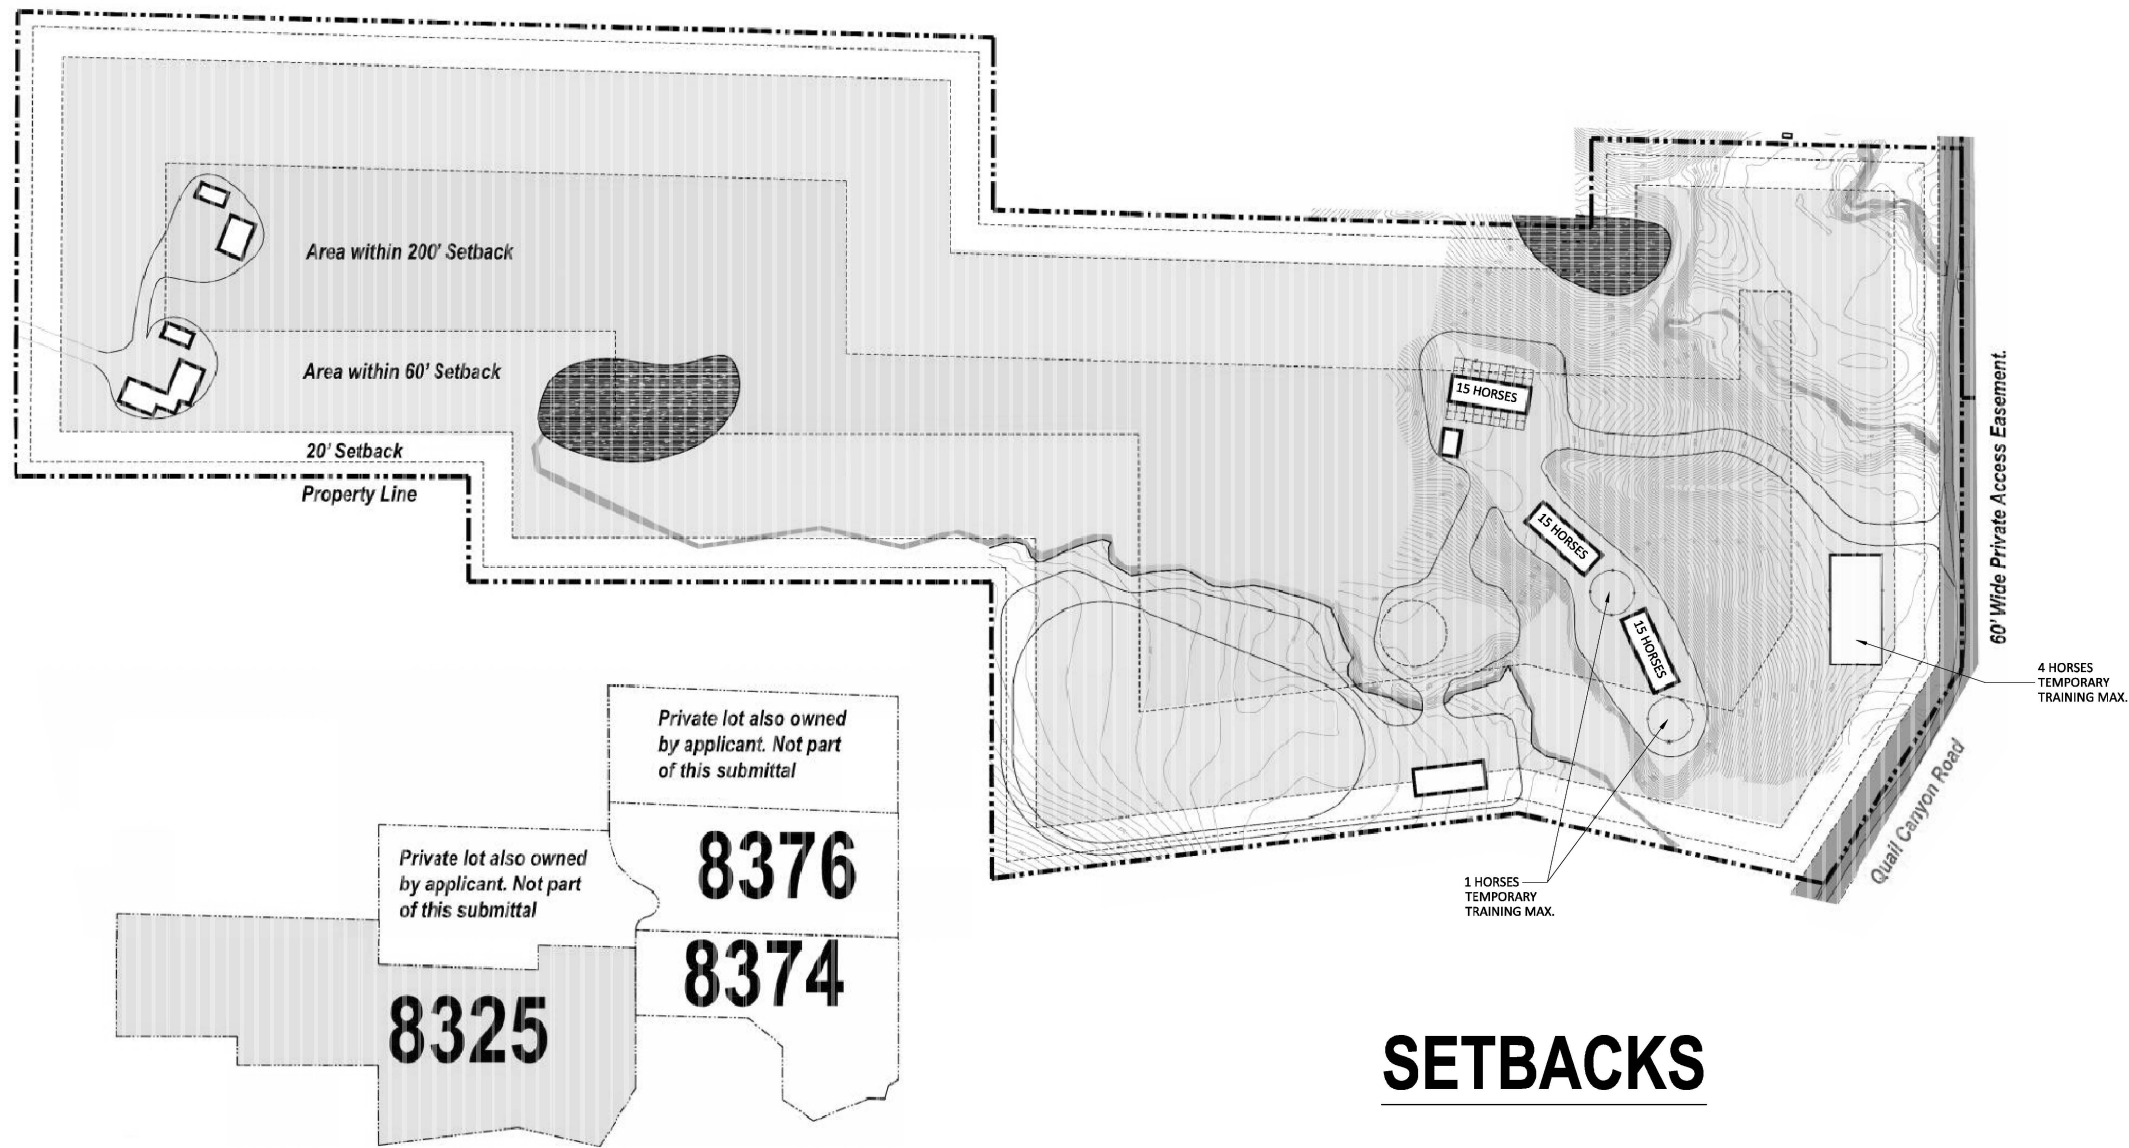 Area within 200' Setback
Area within 60' Setback
20' Setback
Property Line
15 HORSES
15 HORSES
15 HORSES
60' Wide Private Access Easement.
4 HORSES
TEMPORARY
TRAINING MAX.
Quail Canyon Road
1 HORSES
TEMPORARY
TRAINING MAX.
Private lot also owned
by applicant. Not part
of this submittal
Private lot also owned
by applicant. Not part
of this submittal
8376
8374
8325
SETBACKS